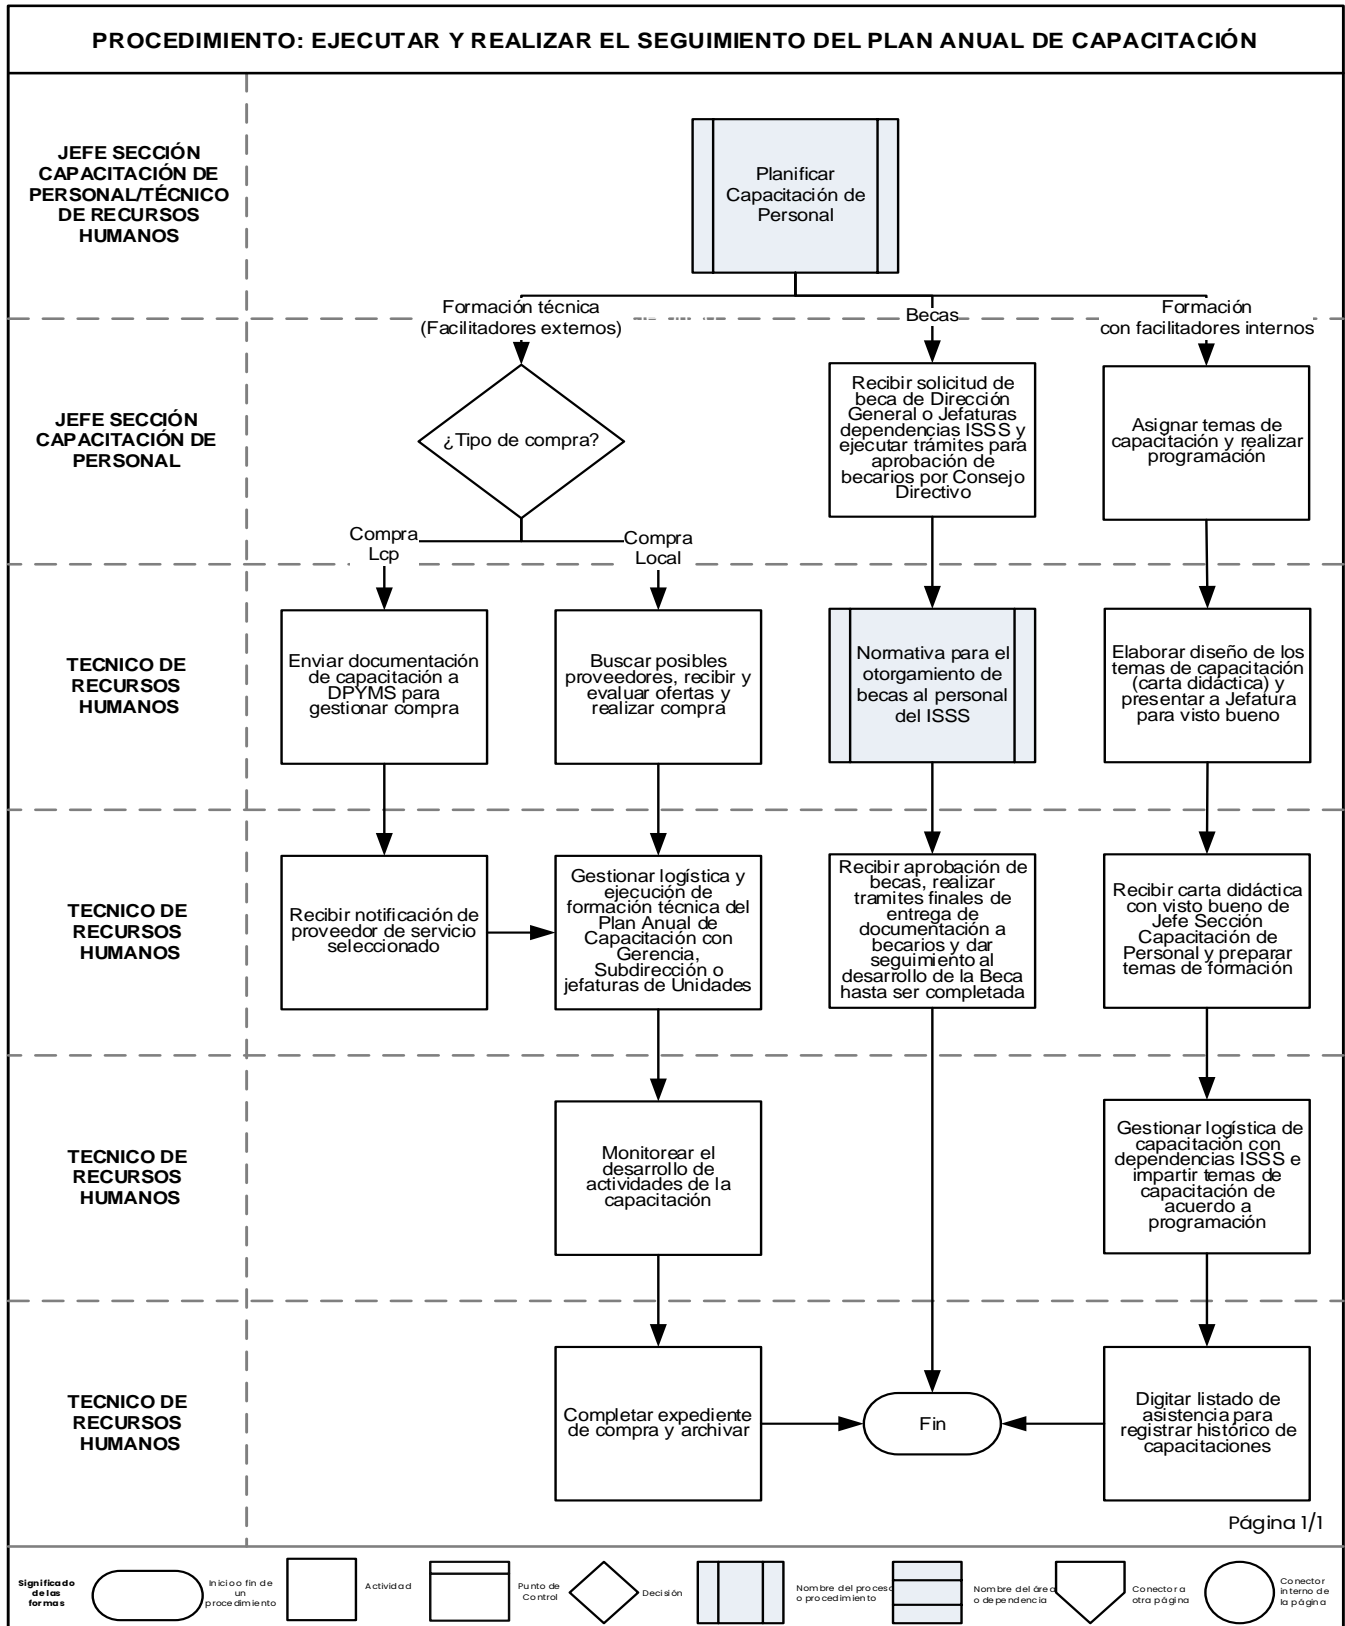 PROCEDIMIENTO: EJECUTAR Y REALIZAR EL SEGUIMIENTO DEL PLAN ANUAL DE CAPACITACIÓN
JEFE SECCIÓN
CAPACITACIÓN DE
PERSONAL/TÉCNICO
DE RECURSOS
HUMANOS
Planificar
Capacitación de
Personal
Formación técnica
(Facilitadores externos)
Becas
Formación
con facilitadores internos
JEFE SECCIÓN
CAPACITACIÓN DE
PERSONAL
¿Tipo de compra?
Recibir solicitud de
beca de Dirección
General o Jefaturas
dependencias ISSS y
ejecutar trámites para
aprobación de
becarios por Consejo
Directivo
Asignar temas de
capacitación y realizar
programación
Compra
Lcp
Compra
Local
TECNICO DE
RECURSOS
HUMANOS
Enviar documentación
de capacitación a
DPYMS para
gestionar compra
Buscar posibles
proveedores, recibir y
evaluar ofertas y
realizar compra
Normativa para el
otorgamiento de
becas al personal
del ISSS
Elaborar diseño de los
temas de capacitación
(carta didáctica) y
presentar a Jefatura
para visto bueno
TECNICO DE
RECURSOS
HUMANOS
Recibir notificación de
proveedor de servicio
seleccionado
Gestionar logística y
ejecución de
formación técnica del
Plan Anual de
Capacitación con
Gerencia,
Subdirección o
jefaturas de Unidades
Recibir aprobación de
becas, realizar
tramites finales de
entrega de
documentación a
becarios y dar
seguimiento al
desarrollo de la Beca
hasta ser completada
Recibir carta didáctica
con visto bueno de
Jefe Sección
Capacitación de
Personal y preparar
temas de formación
TECNICO DE
RECURSOS
HUMANOS
Monitorear el
desarrollo de
actividades de la
capacitación
Gestionar logística de
capacitación con
dependencias ISSS e
impartir temas de
capacitación de
acuerdo a
programación
TECNICO DE
RECURSOS
HUMANOS
Completar expediente
de compra y archivar
Fin
Digitar listado de
asistencia para
registrar histórico de
capacitaciones
Página 1/1
Significado
de las
formas
Inicio o fin de
un
procedimiento
Actividad
Punto de
Control
Decisión
Nombre del proceso
o procedimiento
Nombre del área
o dependencia
Conector a
otra página
Conector
interno de
la página